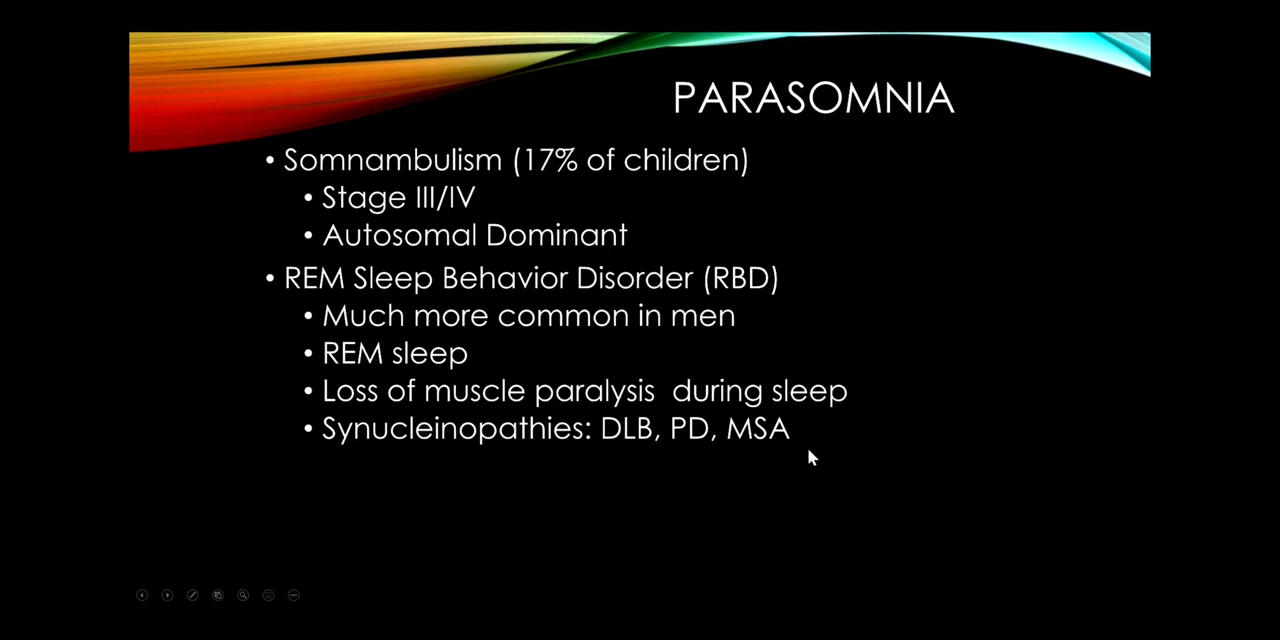 PARASOMNIA
• Somnambulism (17% of children)
• Stage III/IV
• Autosomal Dominant
• REM Sleep Behavior Disorder (RBD)
• Much more common in men
• REM sleep
• Loss of muscle paralysis  during sleep
• Synucleinopathies: DLB, PD, MSA